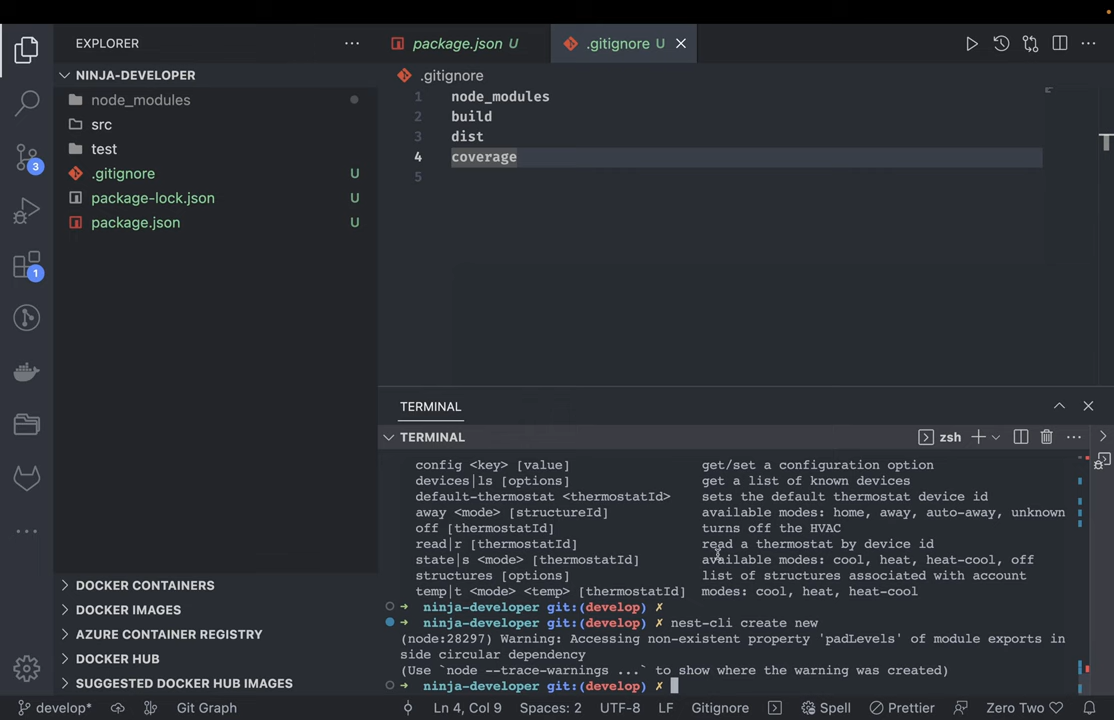 EXPLORER
NINJA-DEVELOPER
node_modules
src
test
.gitignore U
package-lock.json U
package.json U
3
1
DOCKER CONTAINERS
DOCKER IMAGES
AZURE CONTAINER REGISTRY
DOCKER HUB
SUGGESTED DOCKER HUB IMAGES
package.json U
.gitignore U
.gitignore
1 node_modules
2 build
3 dist
4 coverage
5
TERMINAL
TERMINAL
zsh
config <key> [value] get/set a configuration option
devices|ls [options] get a list of known devices
default-thermostat <thermostatId> sets the default thermostat device id
away <mode> [structureId] available modes: home, away, auto-away, unknown
off [thermostatId] turns off the HVAC
read|r [thermostatId] read a thermostat by device id
state|s <mode> [thermostatId] available modes: cool, heat, heat-cool, off
structures [options] list of structures associated with account
temp|t <mode> <temp> [thermostatId] modes: cool, heat, heat-cool
→ ninja-developer git:(develop) ✗
→ ninja-developer git:(develop) ✗ nest-cli create new
(node:28297) Warning: Accessing non-existent property 'padLevels' of module exports in
side circular dependency
(Use `node --trace-warnings ...` to show where the warning was created)
→ ninja-developer git:(develop) ✗
develop* Git Graph Ln 4, Col 9 Spaces: 2 UTF-8 LF Gitignore Spell Prettier Zero Two